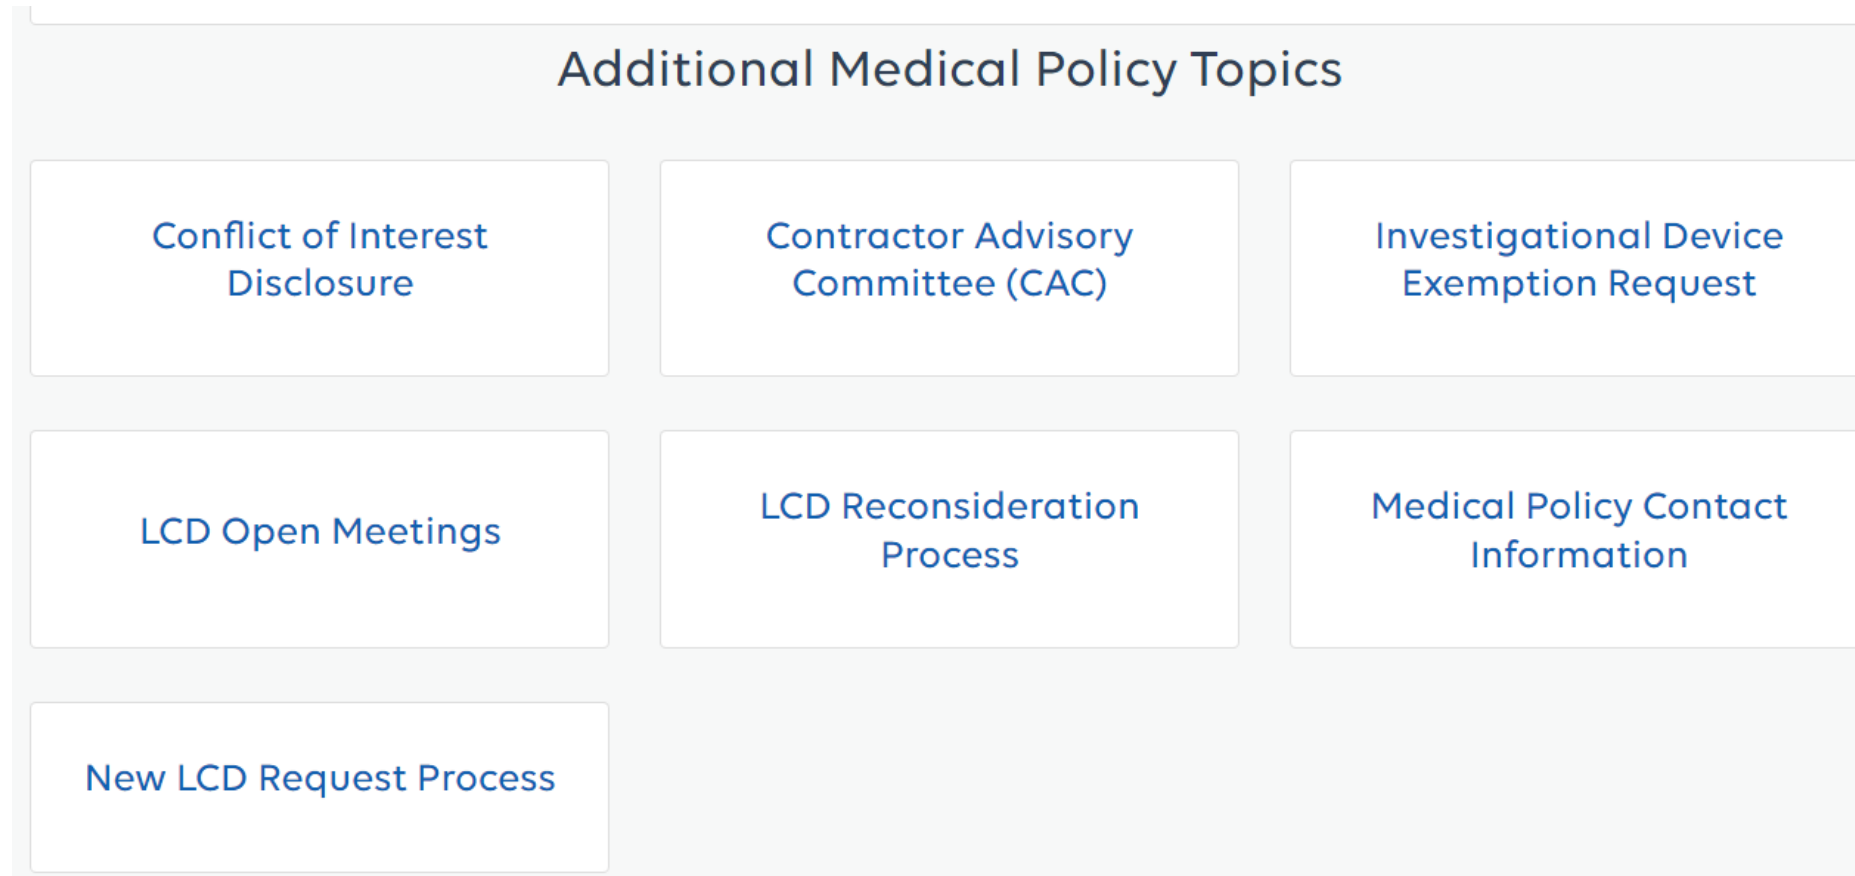 Additional Medical Policy Topics
Conflict of Interest
Disclosure
Contractor Advisory
Committee (CAC)
Investigational Device
Exemption Request
LCD Open Meetings
LCD Reconsideration
Process
Medical Policy Contact
Information
New LCD Request Process